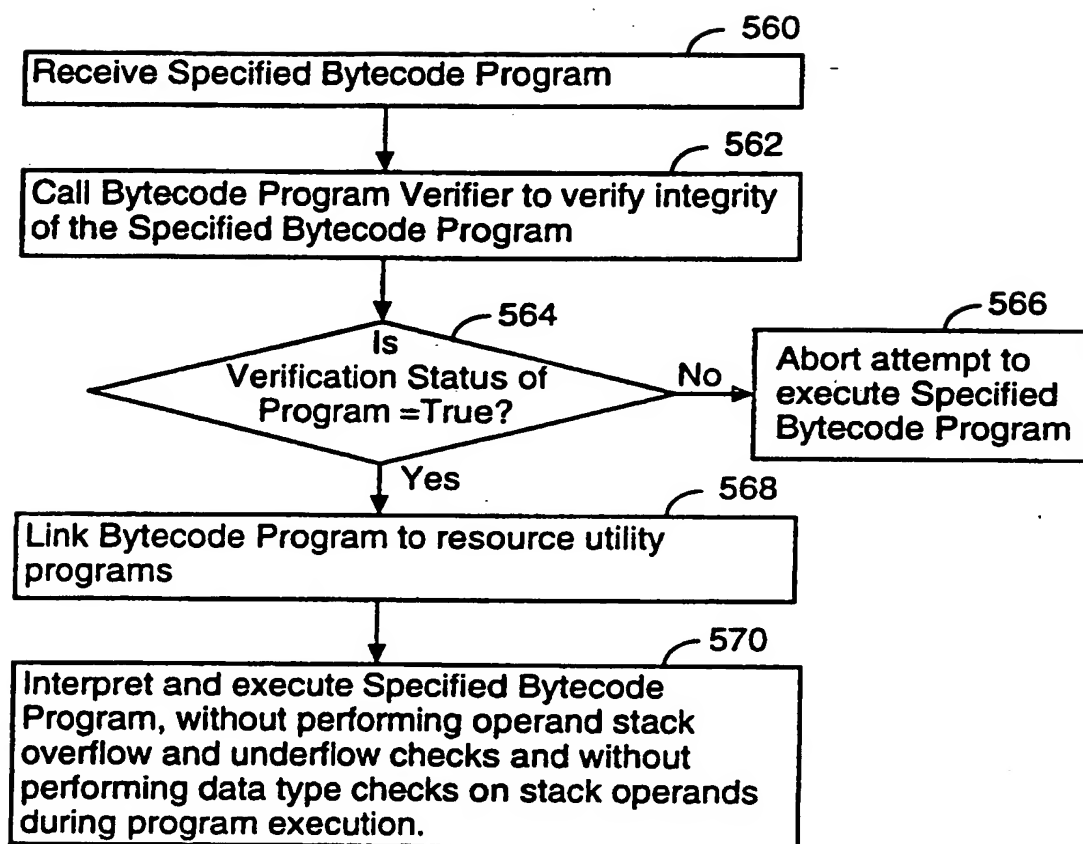 560
Receive Specified Bytecode Program
562
Call Bytecode Program Verifier to verify integrity
of the Specified Bytecode Program
564
Is
Verification Status of
Program =True?
No
566
Abort attempt to
execute Specified
Bytecode Program
Yes
568
Link Bytecode Program to resource utility
programs
570
Interpret and execute Specified Bytecode
Program, without performing operand stack
overflow and underflow checks and without
performing data type checks on stack operands
during program execution.